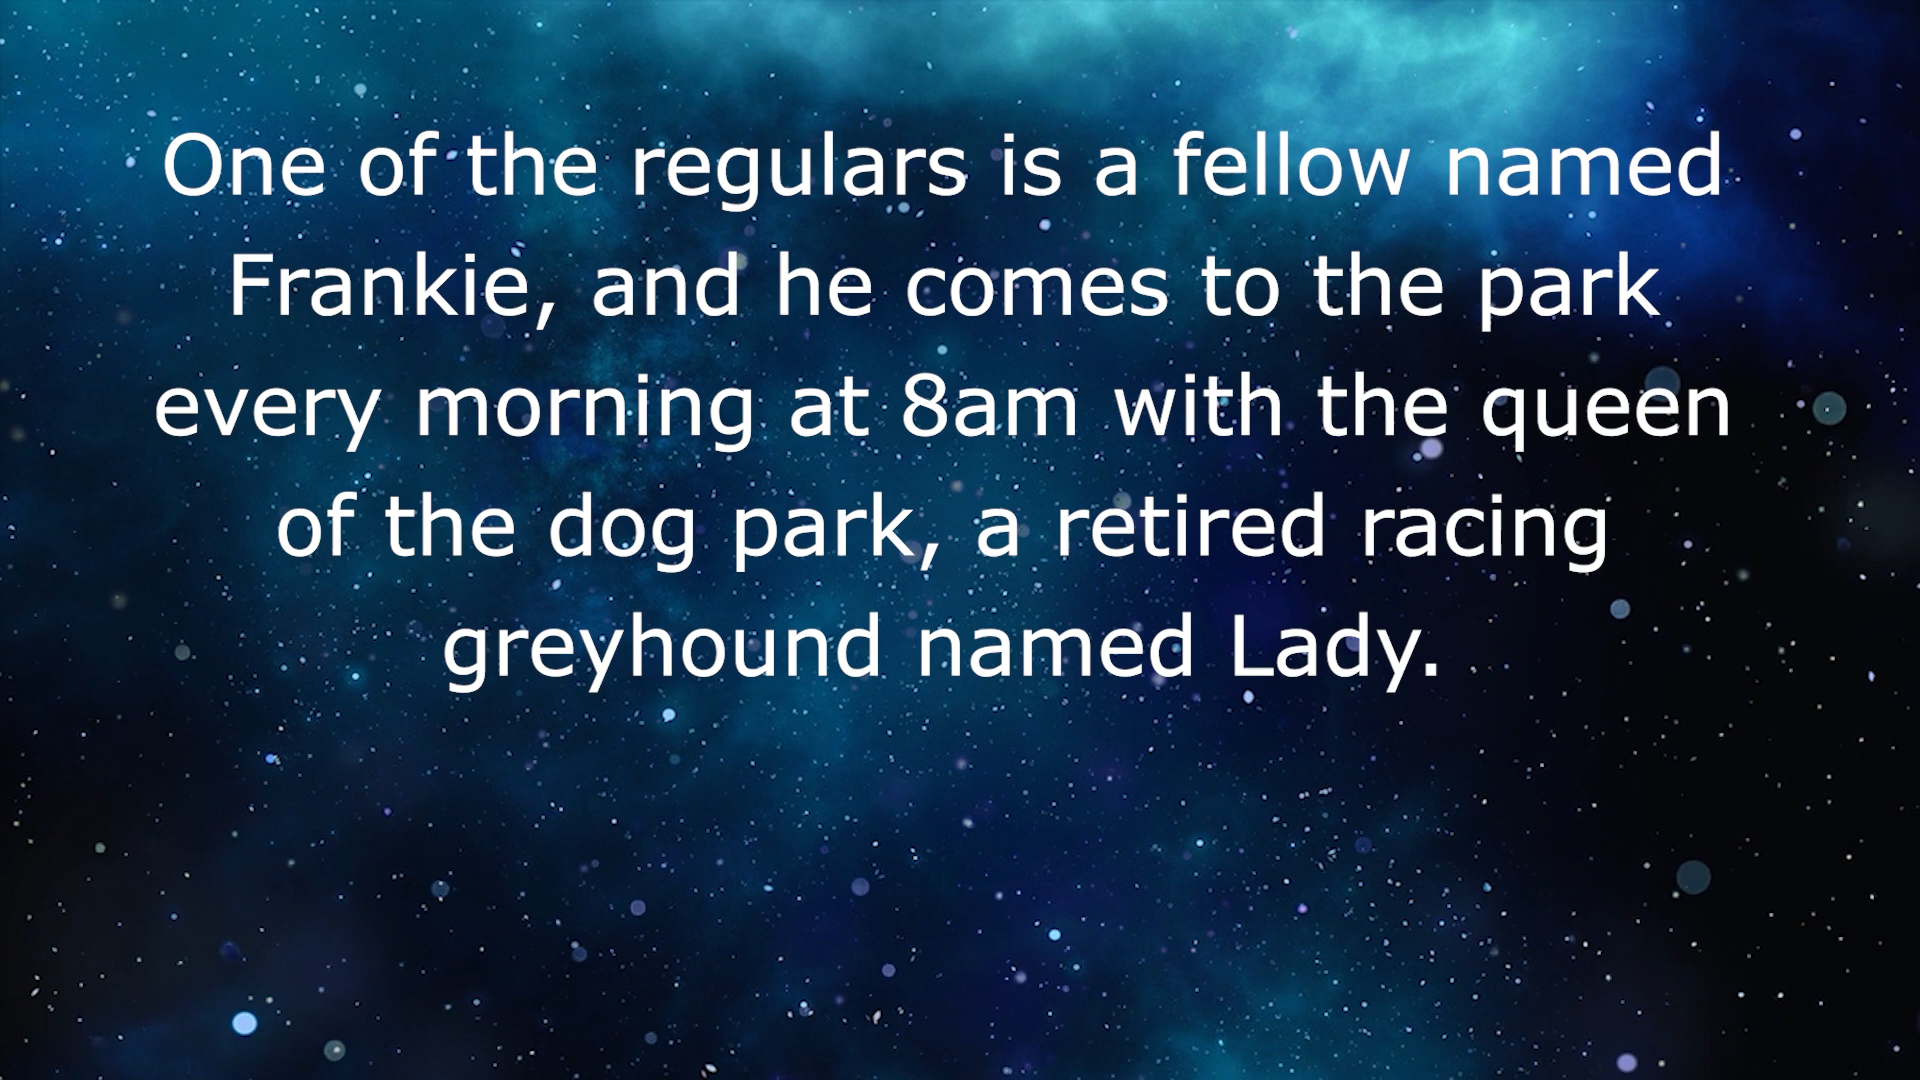 One of the regulars is a fellow named
Frankie, and he comes to the park
every morning at 8am with the queen
of the dog park, a retired racing
greyhound named Lady.